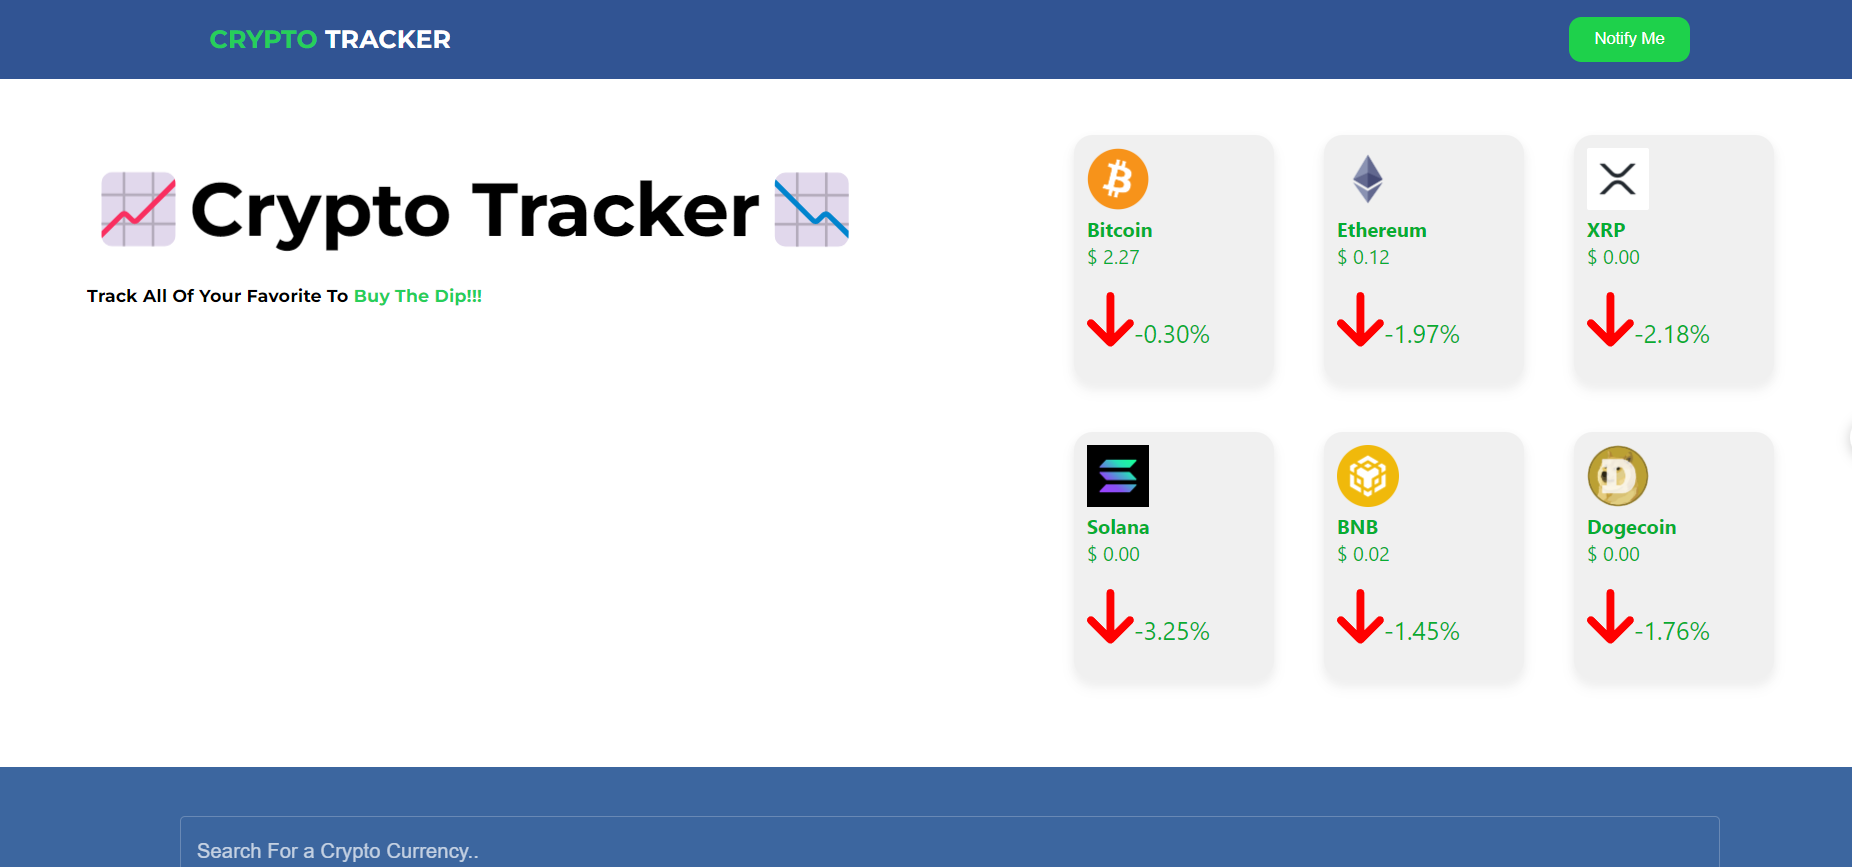 CRYPTO TRACKER
Notify Me
Crypto Tracker
Track All Of Your Favorite To Buy The Dip!!!
Bitcoin
$ 2.27
-0.30%
Ethereum
$ 0.12
-1.97%
XRP
$ 0.00
-2.18%
Solana
$ 0.00
-3.25%
BNB
$ 0.02
-1.45%
Dogecoin
$ 0.00
-1.76%
Search For a Crypto Currency..